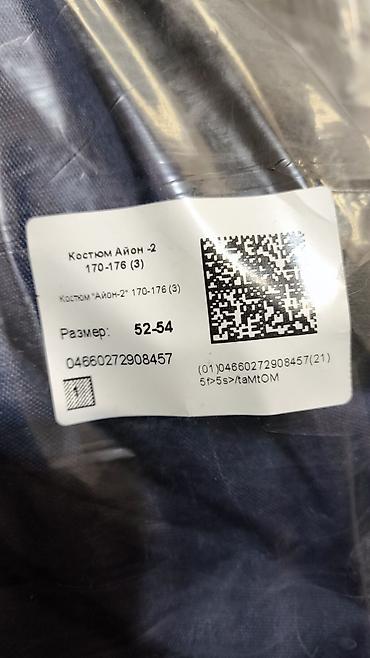 Костюм Айон -2
170-176 (3)
Костюм "Айон-2" 170-176 (3)
Размер: 52-54
04660272908457
(01)04660272908457(21)
5f>5s>/taMtOM